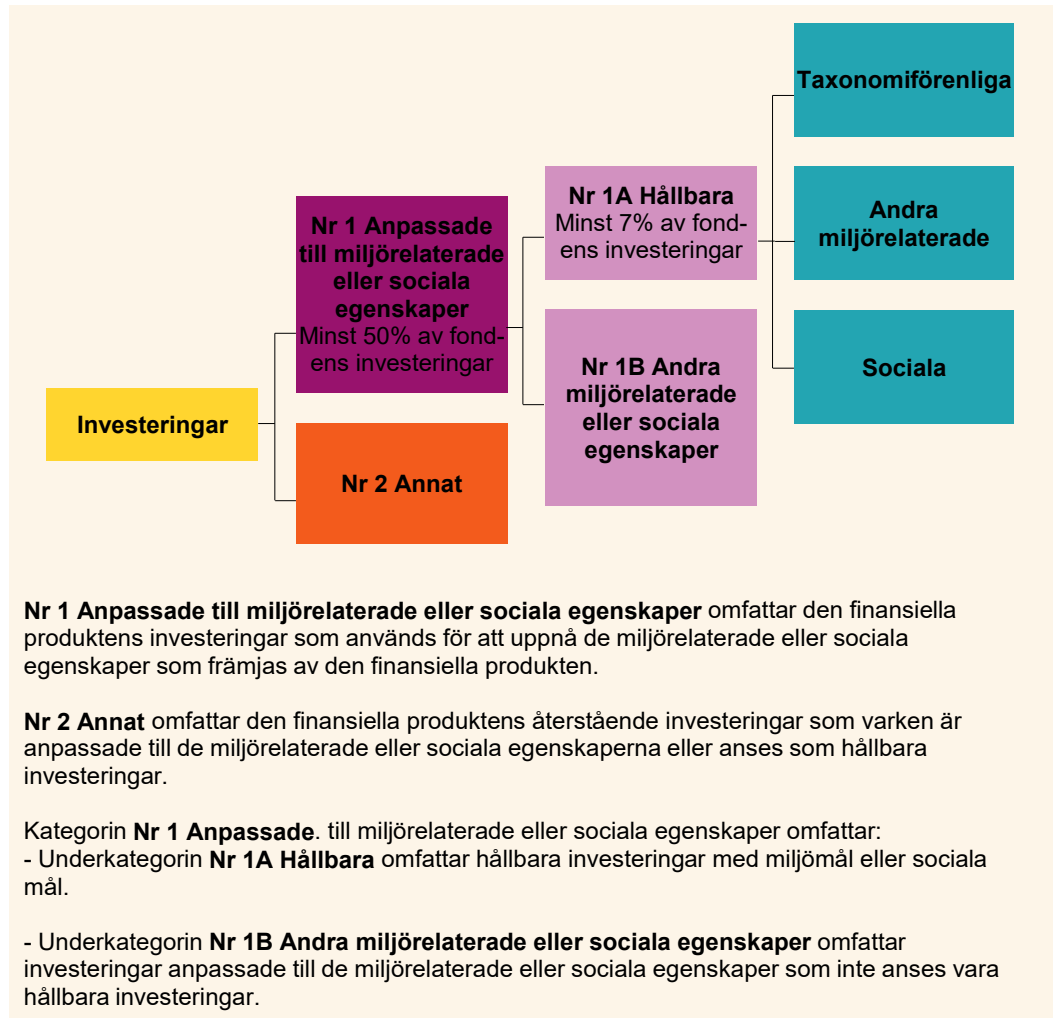 Taxonomiförenliga
Nr 1A Hållbara
Minst 7% av fond-
ens investeringar
Andra
miljörelaterade
Nr 1 Anpassade
till miljörelaterade
eller sociala
egenskaper
Minst 50% av fond-
ens investeringar
Nr 1B Andra
miljörelaterade
eller sociala
egenskaper
Sociala
Investeringar
Nr 2 Annat
Nr 1 Anpassade till miljörelaterade eller sociala egenskaper omfattar den finansiella
produktens investeringar som används för att uppnå de miljörelaterade eller sociala
egenskaper som främjas av den finansiella produkten.
Nr 2 Annat omfattar den finansiella produktens återstående investeringar som varken är
anpassade till de miljörelaterade eller sociala egenskaperna eller anses som hållbara
investeringar.
Kategorin Nr 1 Anpassade. till miljörelaterade eller sociala egenskaper omfattar:
- Underkategorin Nr 1A Hållbara omfattar hållbara investeringar med miljömål eller sociala
mål.
- Underkategorin Nr 1B Andra miljörelaterade eller sociala egenskaper omfattar
investeringar anpassade till de miljörelaterade eller sociala egenskaper som inte anses vara
hållbara investeringar.